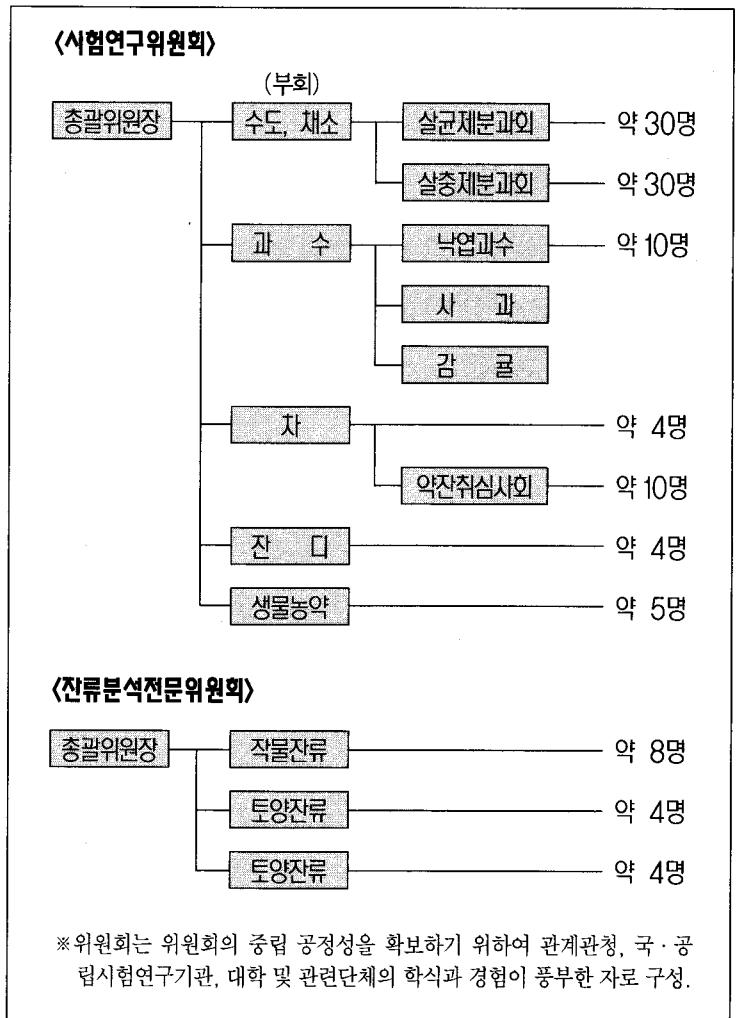 〈시험연구위원회〉
(부회)
총괄위원장 수도, 채소 살균제분과회 약 30명
살충제분과회 약 30명
과 수 낙엽과수 약 10명
사 과
감 귤
차 약 4명
약잔취심사회 약 10명
잔 디 약 4명
생물농약 약 5명
〈잔류분석전문위원회〉
총괄위원장 작물잔류 약 8명
토양잔류 약 4명
토양잔류 약 4명
※위원회는 위원회의 중립 공정성을 확보하기 위하여 관계관청, 국·공
립시험연구기관, 대학 및 관련단체의 학식과 경험이 풍부한 자로 구성.